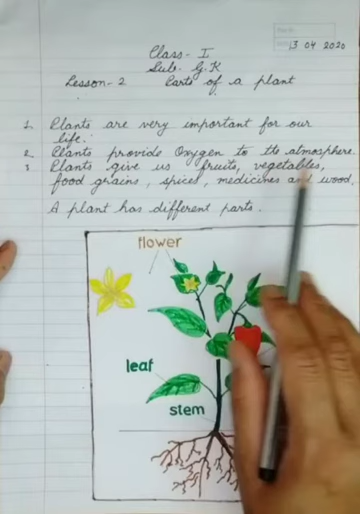 13 04 2020
Class- I
Sub. G.K
Lesson-2 Parts of a plant
1. Plants are very important for our
life.
2. Plants provide Oxygen to the atmosphere.
3 Plants give us fruits, vegetables,
food grains, spices, medicines and wood.
A plant has different parts.
flower
leaf
stem